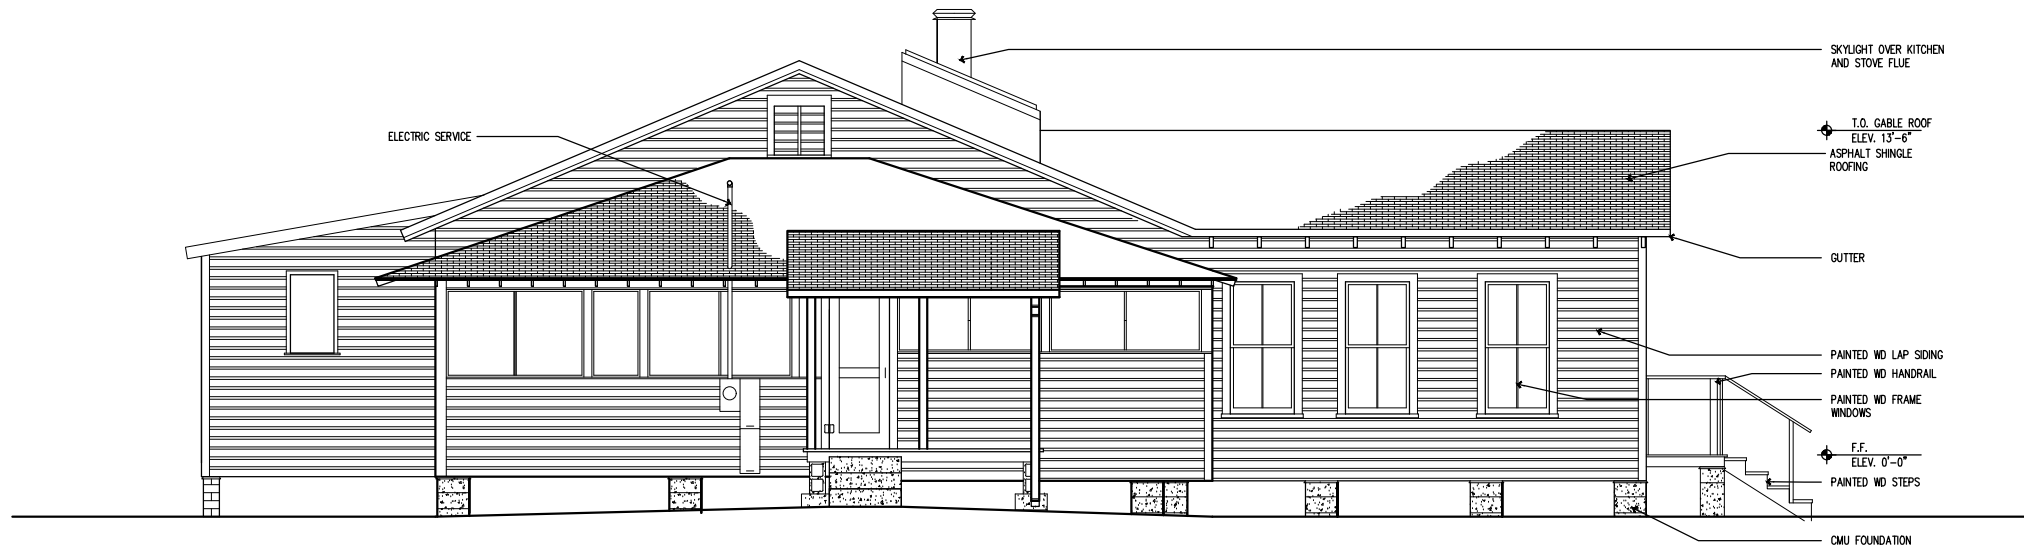 SKYLIGHT OVER KITCHEN
AND STOVE FLUE
T.O. GABLE ROOF
ELEV. 13'-6"
ELECTRIC SERVICE
ASPHALT SHINGLE
ROOFING
GUTTER
PAINTED WD LAP SIDING
PAINTED WD HANDRAIL
PAINTED WD FRAME
WINDOWS
F.F.
ELEV. 0'-0"
PAINTED WD STEPS
CMU FOUNDATION